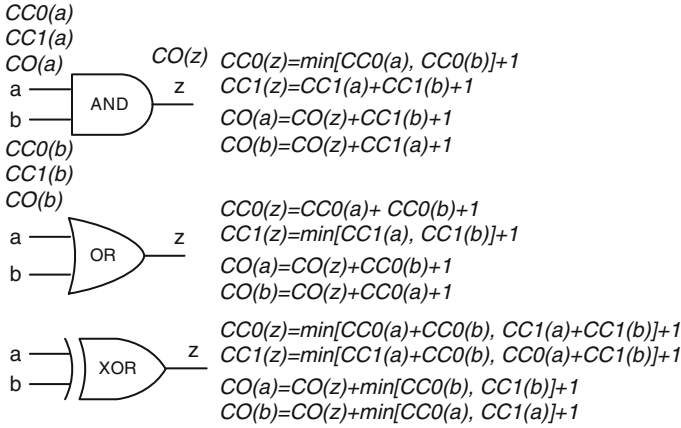 CC0(a)
CC1(a)
CO(a)
CO(z)
a
b
AND
z
CC0(z)=min[CC0(a), CC0(b)]+1
CC1(z)=CC1(a)+CC1(b)+1
CO(a)=CO(z)+CC1(b)+1
CO(b)=CO(z)+CC1(a)+1
CC0(b)
CC1(b)
CO(b)
a
b
OR
z
CC0(z)=CC0(a)+ CC0(b)+1
CC1(z)=min[CC1(a), CC1(b)]+1
CO(a)=CO(z)+CC0(b)+1
CO(b)=CO(z)+CC0(a)+1
a
b
XOR
z
CC0(z)=min[CC0(a)+CC0(b), CC1(a)+CC1(b)]+1
CC1(z)=min[CC1(a)+CC0(b), CC0(a)+CC1(b)]+1
CO(a)=CO(z)+min[CC0(b), CC1(b)]+1
CO(b)=CO(z)+min[CC0(a), CC1(a)]+1